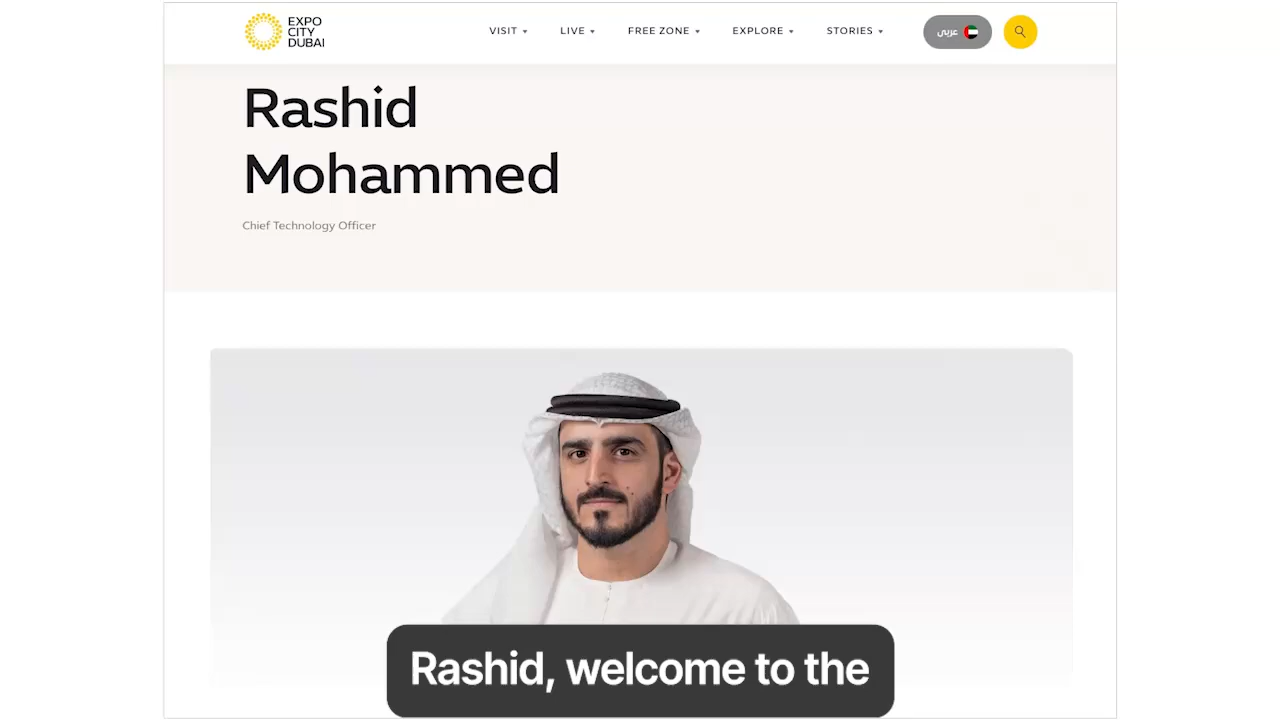 EXPO
CITY
DUBAI
VISIT
LIVE
FREE ZONE
EXPLORE
STORIES
عربي
Rashid
Mohammed
Chief Technology Officer
Rashid, welcome to the